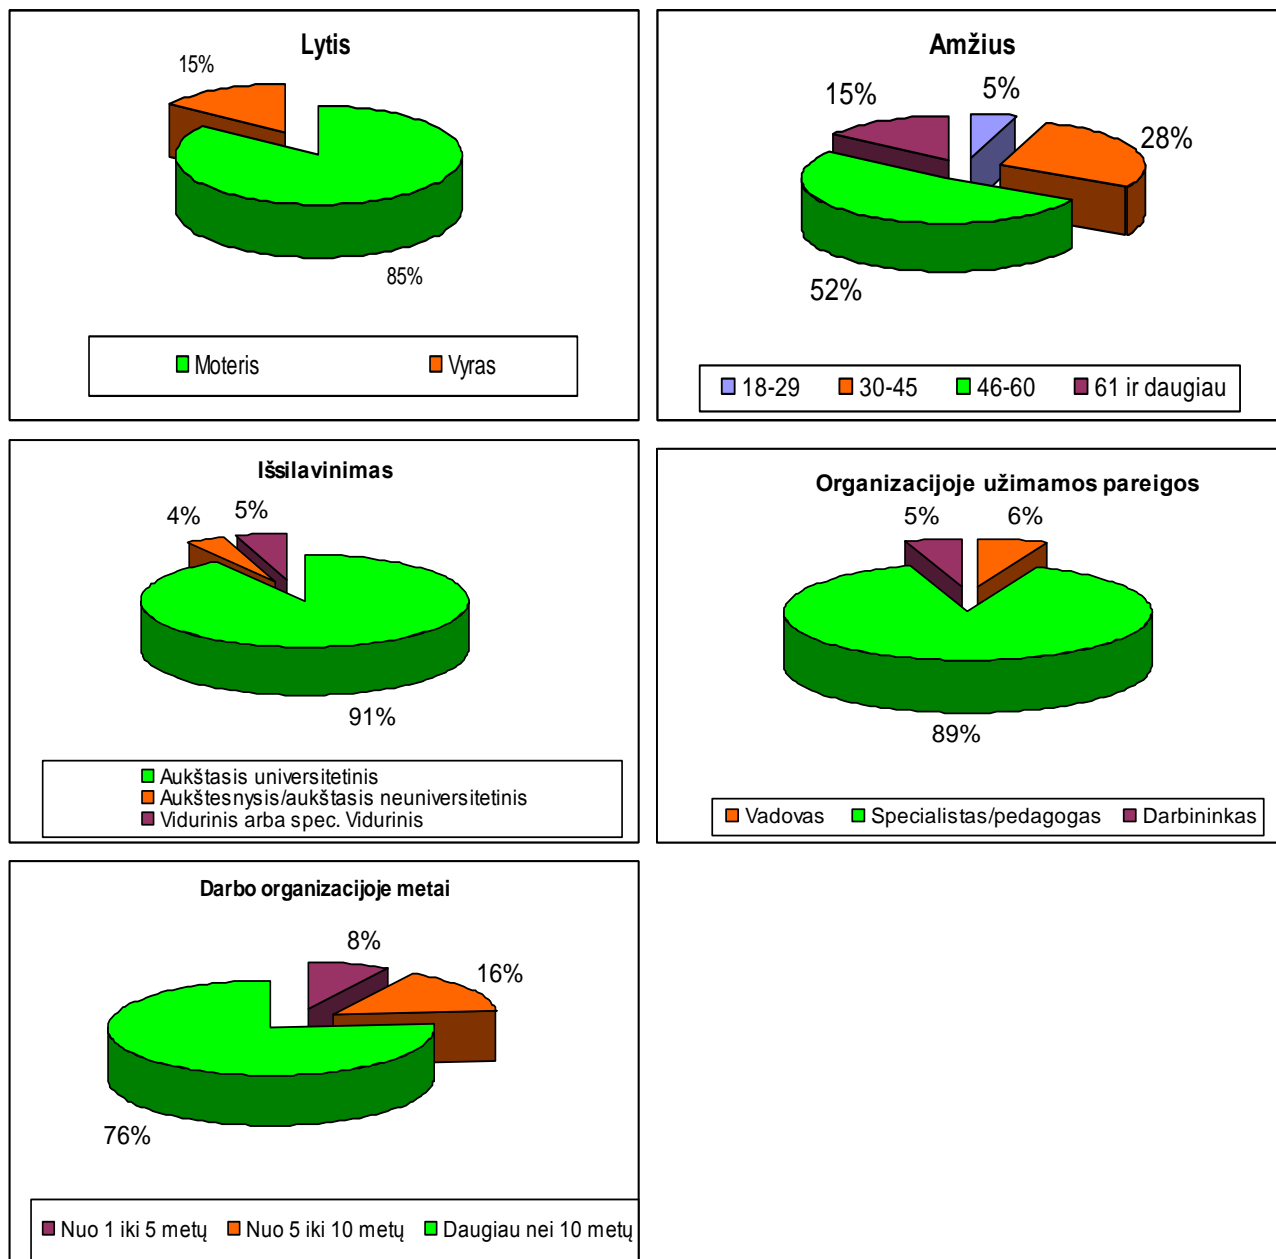 Lytis
15%
85%
Moteris Vyras
Amžius
15% 5%
28%
52%
18-29 30-45 46-60 61 ir daugiau
Išsilavinimas
4% 5%
91%
Aukštasis universitetinis
Aukštesnysis/aukštasis neuniversitetinis
Vidurinis arba spec. Vidurinis
Organizacijoje užimamos pareigos
5% 6%
89%
Vadovas Specialistas/pedagogas Darbininkas
Darbo organizacijoje metai
8%
16%
76%
Nuo 1 iki 5 metų Nuo 5 iki 10 metų Daugiau nei 10 metų